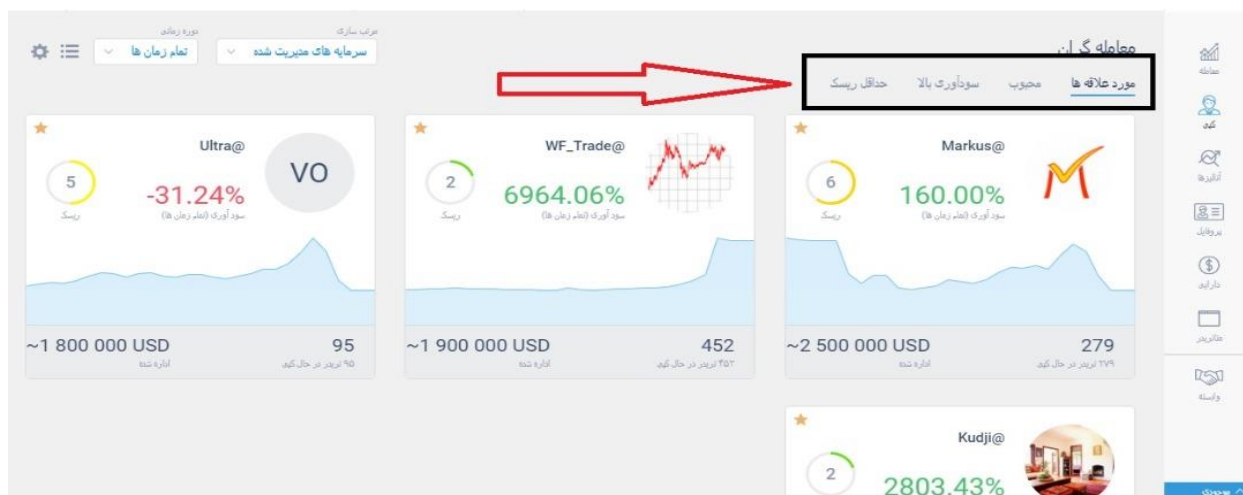 مرتب سازی
سرمایه های مدیریت شده
دوره زمانی
تمام زمان ها
معامله گران
مورد علاقه ها
محبوب
سودآوری بالا
حداقل ریسک
Markus@
6
ریسک
160.00%
سود آوری (تمام زمان ها)
279
۲۷۹ تریدر در حال کپی
~2 500 000 USD
اداره شده
WF_Trade@
2
ریسک
6964.06%
سود آوری (تمام زمان ها)
452
۴۵۲ تریدر در حال کپی
~1 900 000 USD
اداره شده
VO
Ultra@
5
ریسک
-31.24%
سود آوری (تمام زمان ها)
95
۹۵ تریدر در حال کپی
~1 800 000 USD
اداره شده
Kudji@
2
2803.43%
معامله
کپی
آنالیزها
پروفایل
دارایی
متاتریدر
وابسته
موجودی